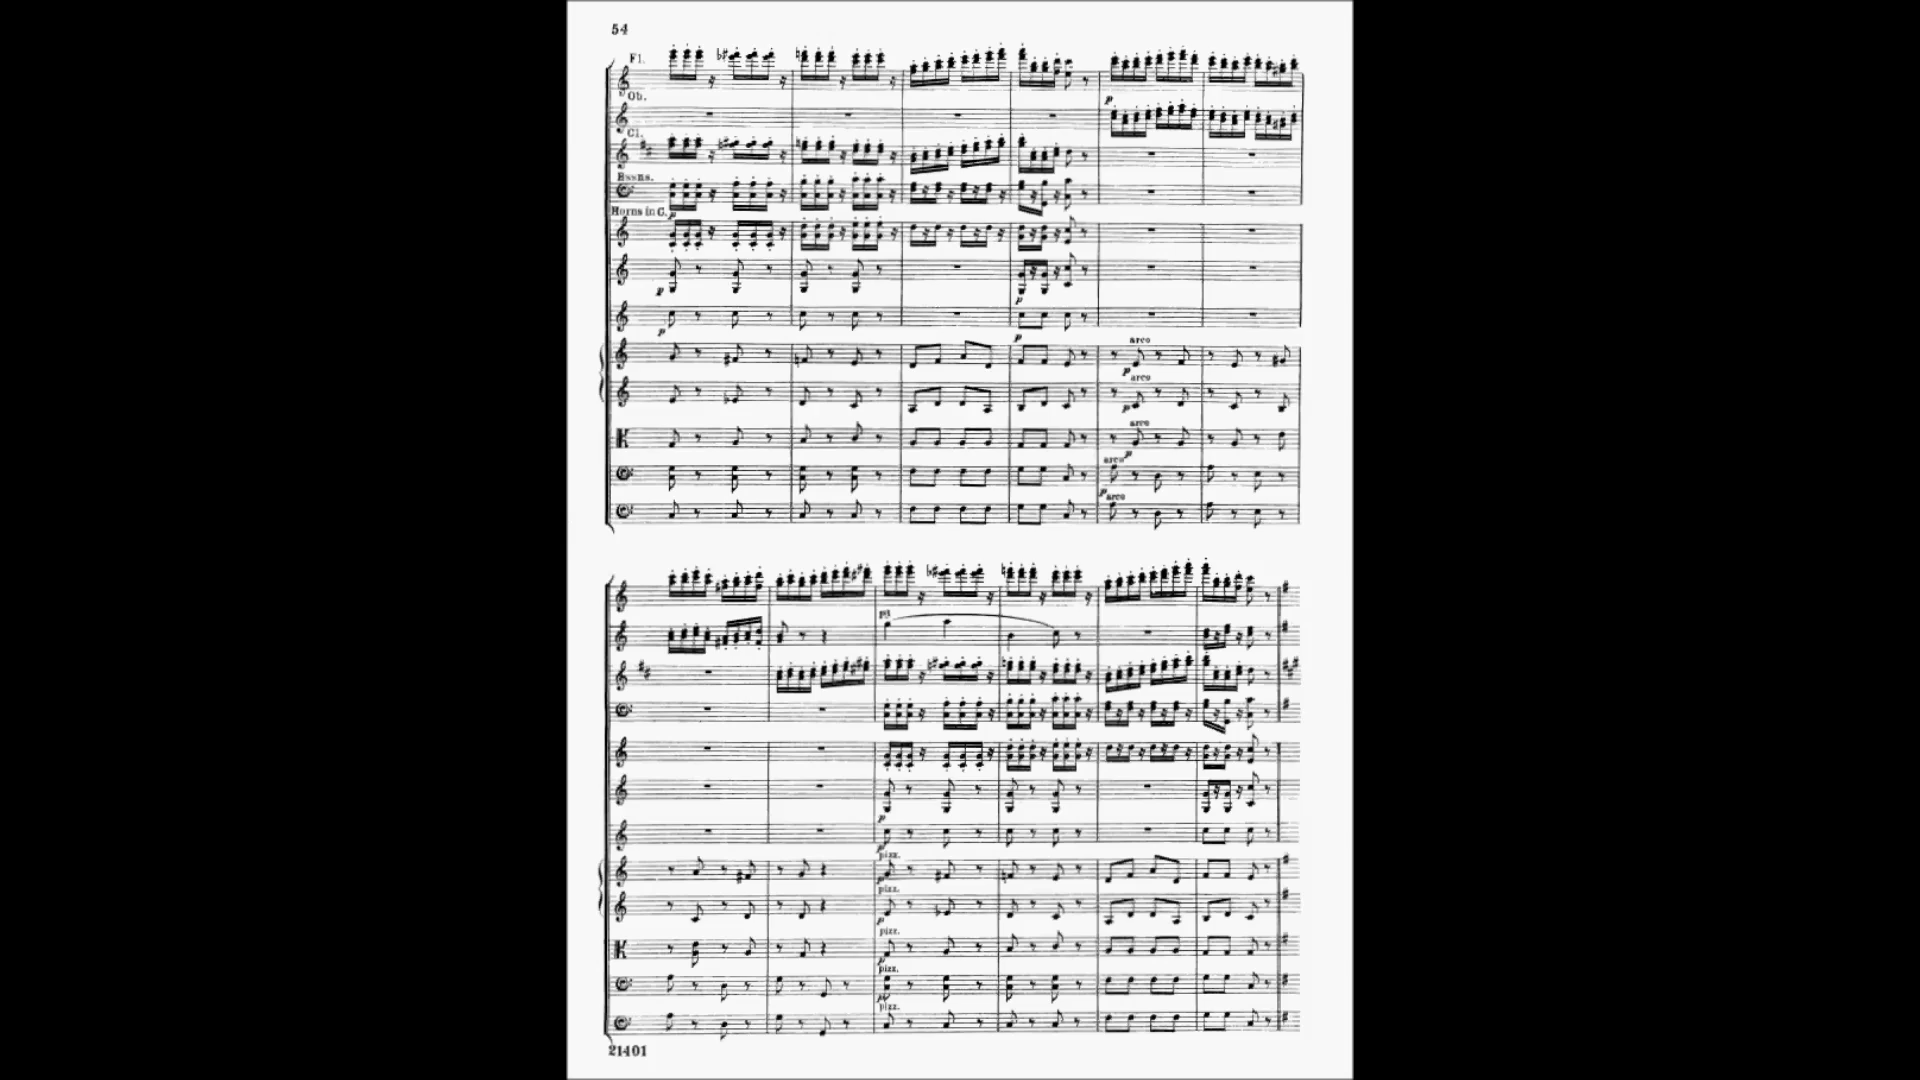 54
Fl.
Ob.
p
Cl.
Bssns.
Horns in C.
p
p
p
p
p
arco
p
arco
p
arco
p
arco
p
arco
p
p
pizz.
p
pizz.
p
pizz.
p
pizz.
p
pizz.
21401